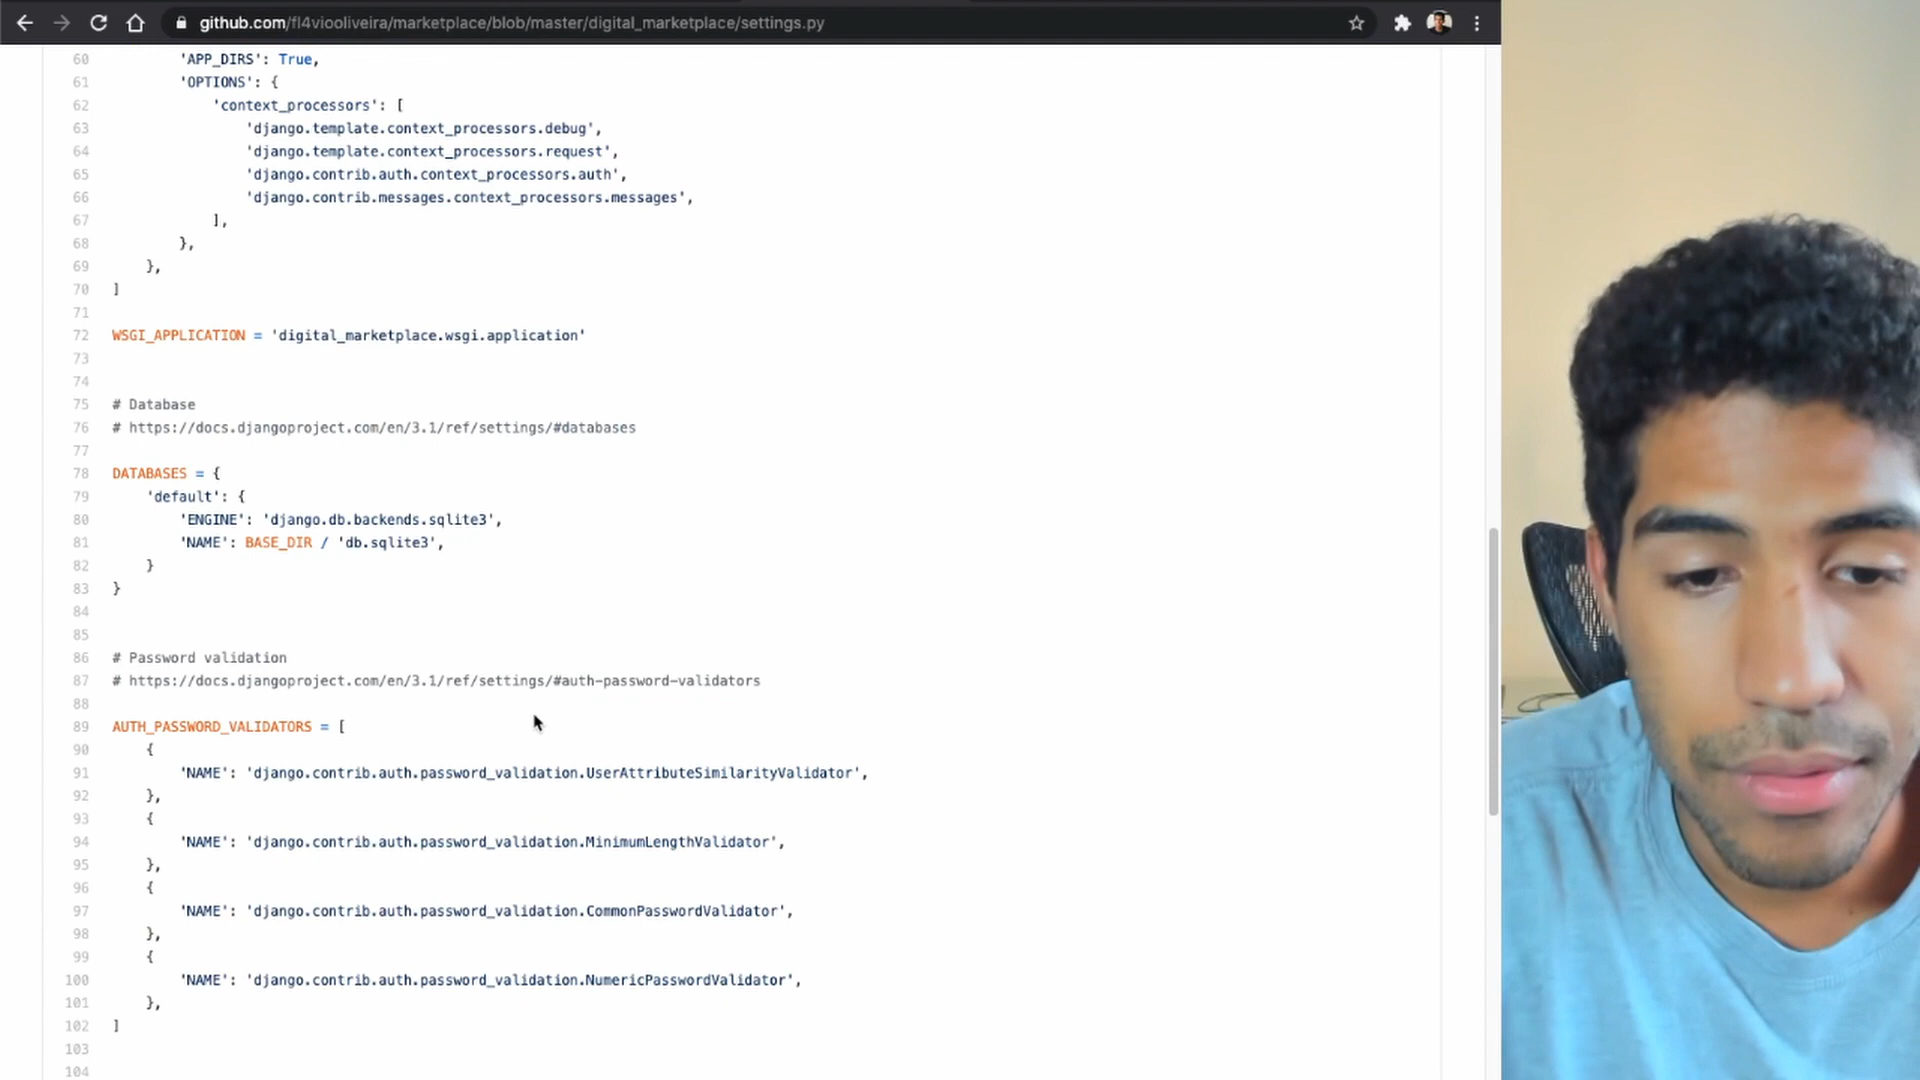 github.com/fl4viooliveira/marketplace/blob/master/digital_marketplace/settings.py
60 'APP_DIRS': True,
61 'OPTIONS': {
62 'context_processors': [
63 'django.template.context_processors.debug',
64 'django.template.context_processors.request',
65 'django.contrib.auth.context_processors.auth',
66 'django.contrib.messages.context_processors.messages',
67 ],
68 },
69 },
70 ]
71
72 WSGI_APPLICATION = 'digital_marketplace.wsgi.application'
73
74
75 # Database
76 # https://docs.djangoproject.com/en/3.1/ref/settings/#databases
77
78 DATABASES = {
79 'default': {
80 'ENGINE': 'django.db.backends.sqlite3',
81 'NAME': BASE_DIR / 'db.sqlite3',
82 }
83 }
84
85
86 # Password validation
87 # https://docs.djangoproject.com/en/3.1/ref/settings/#auth-password-validators
88
89 AUTH_PASSWORD_VALIDATORS = [
90 {
91 'NAME': 'django.contrib.auth.password_validation.UserAttributeSimilarityValidator',
92 },
93 {
94 'NAME': 'django.contrib.auth.password_validation.MinimumLengthValidator',
95 },
96 {
97 'NAME': 'django.contrib.auth.password_validation.CommonPasswordValidator',
98 },
99 {
100 'NAME': 'django.contrib.auth.password_validation.NumericPasswordValidator',
101 },
102 ]
103
104